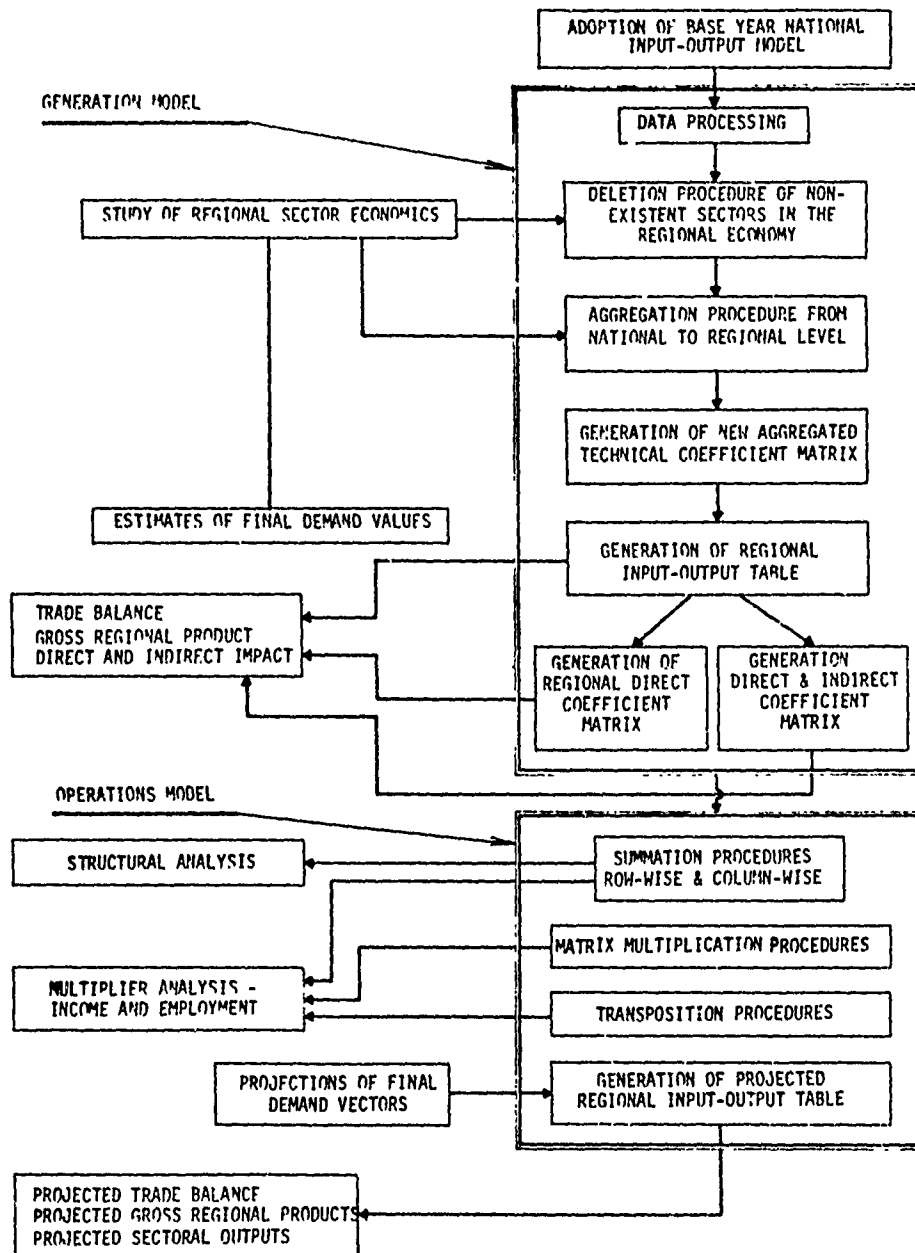 ADOPTION OF BASE YEAR NATIONAL
INPUT-OUTPUT MODEL
GENERATION MODEL
DATA PROCESSING
DELETION PROCEDURE OF NON-
EXISTENT SECTORS IN THE
REGIONAL ECONOMY
STUDY OF REGIONAL SECTOR ECONOMICS
AGGREGATION PROCEDURE FROM
NATIONAL TO REGIONAL LEVEL
GENERATION OF NEW AGGREGATED
TECHNICAL COEFFICIENT MATRIX
ESTIMATES OF FINAL DEMAND VALUES
GENERATION OF REGIONAL
INPUT-OUTPUT TABLE
TRADE BALANCE
GROSS REGIONAL PRODUCT
DIRECT AND INDIRECT IMPACT
GENERATION OF
REGIONAL DIRECT
COEFFICIENT
MATRIX
GENERATION
DIRECT & INDIRECT
COEFFICIENT
MATRIX
OPERATIONS MODEL
STRUCTURAL ANALYSIS
SUMMATION PROCEDURES
ROW-WISE & COLUMN-WISE
MATRIX MULTIPLICATION PROCEDURES
MULTIPLIER ANALYSIS -
INCOME AND EMPLOYMENT
TRANSPOSITION PROCEDURES
PROJECTIONS OF FINAL
DEMAND VECTORS
GENERATION OF PROJECTED
REGIONAL INPUT-OUTPUT TABLE
PROJECTED TRADE BALANCE
PROJECTED GROSS REGIONAL PRODUCTS
PROJECTED SECTORAL OUTPUTS